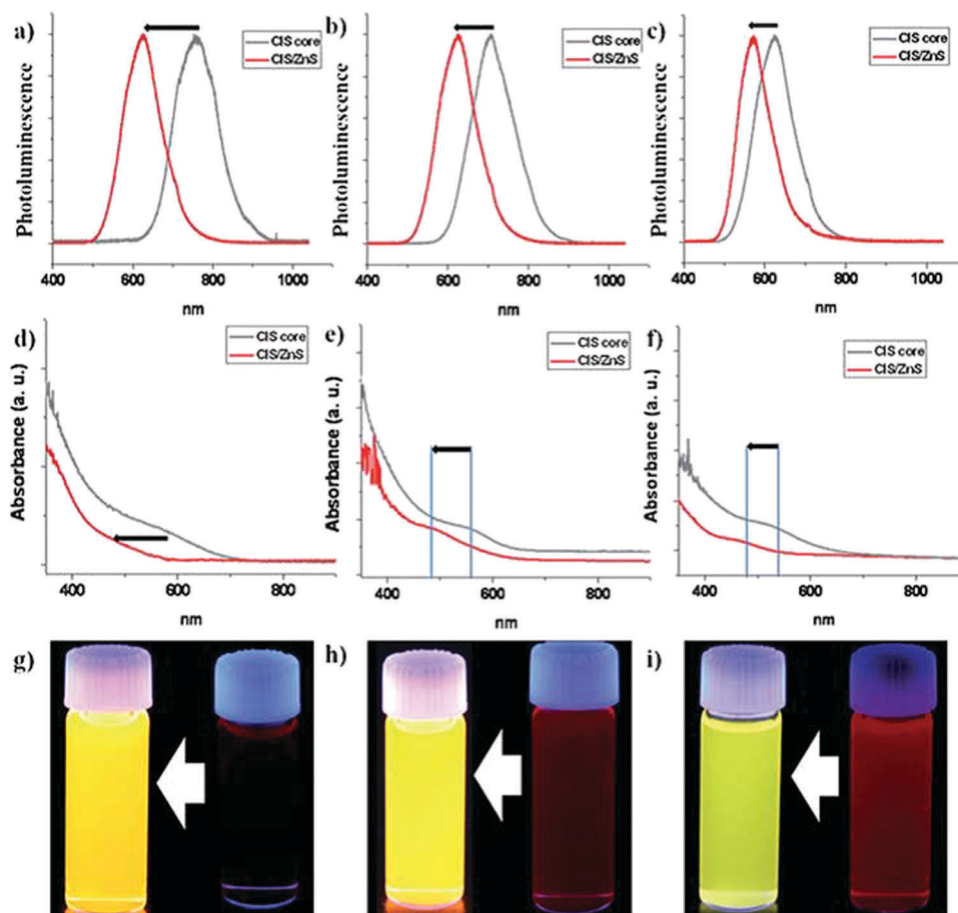 a)
CIS core
CIS/ZnS
Photoluminescence
400 600 800 1000
nm
b)
CIS core
CIS/ZnS
Photoluminescence
400 600 800 1000
nm
c)
CIS core
CIS/ZnS
Photoluminescence
400 600 800 1000
nm
d)
CIS core
CIS/ZnS
Absorbance (a. u.)
400 600 800
nm
e)
CIS core
CIS/ZnS
Absorbance (a. u.)
400 600 800
nm
f)
CIS core
CIS/ZnS
Absorbance (a. u.)
400 600 800
nm
g)
h)
i)